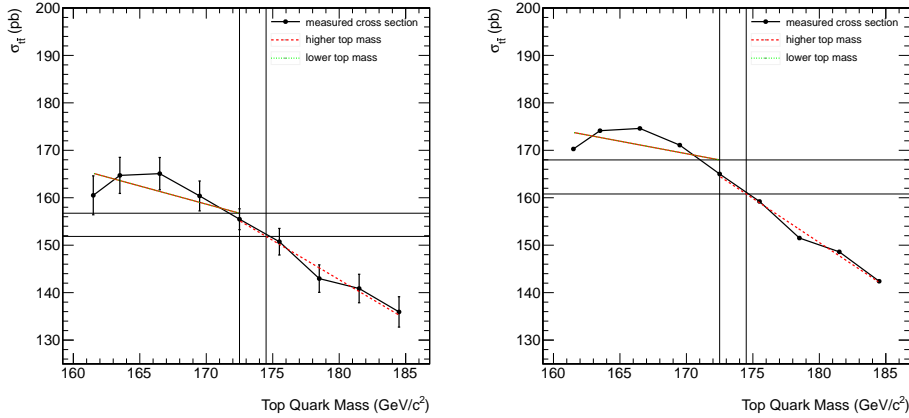 σtt̄ (pb)
200
190
180
170
160
150
140
130
160 165 170 175 180 185
Top Quark Mass (GeV/c²)
measured cross section
higher top mass
lower top mass
σtt̄ (pb)
200
190
180
170
160
150
140
130
160 165 170 175 180 185
Top Quark Mass (GeV/c²)
measured cross section
higher top mass
lower top mass